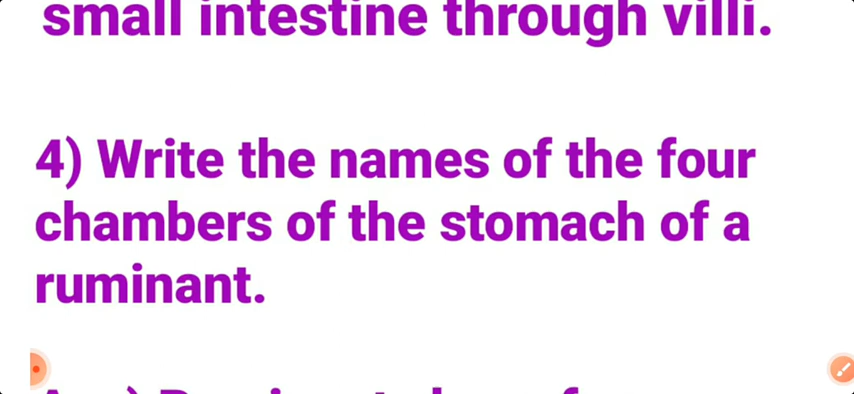 small intestine through villi.
4) Write the names of the four
chambers of the stomach of a
ruminant.